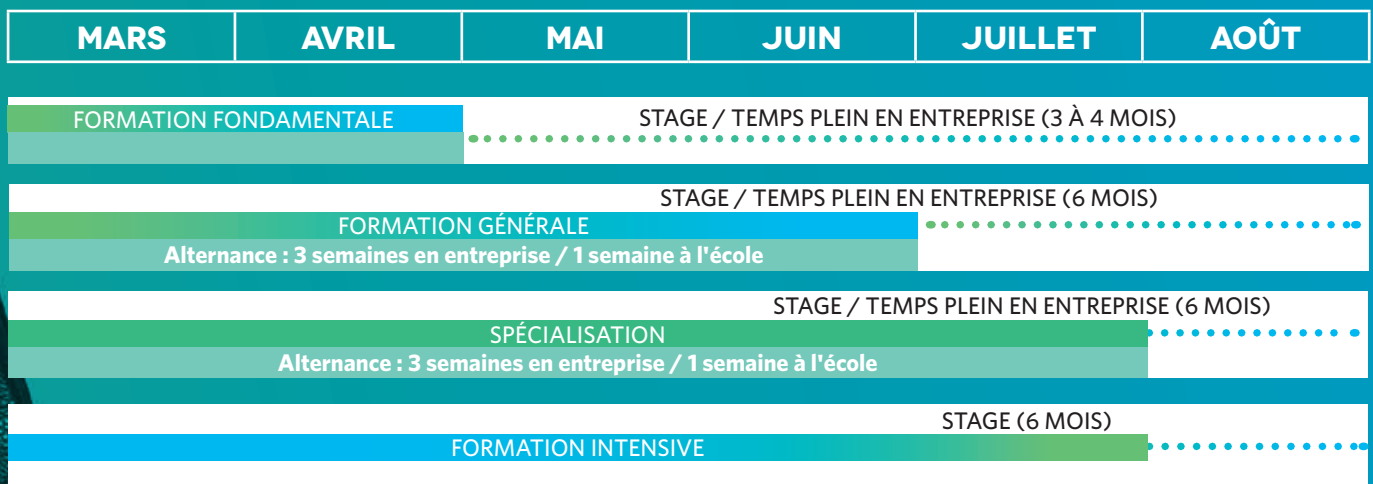 MARS AVRIL MAI JUIN JUILLET AOÛT
FORMATION FONDAMENTALE STAGE / TEMPS PLEIN EN ENTREPRISE (3 À 4 MOIS)
STAGE / TEMPS PLEIN EN ENTREPRISE (6 MOIS)
FORMATION GÉNÉRALE
Alternance : 3 semaines en entreprise / 1 semaine à l'école
STAGE / TEMPS PLEIN EN ENTREPRISE (6 MOIS)
SPÉCIALISATION
Alternance : 3 semaines en entreprise / 1 semaine à l'école
STAGE (6 MOIS)
FORMATION INTENSIVE